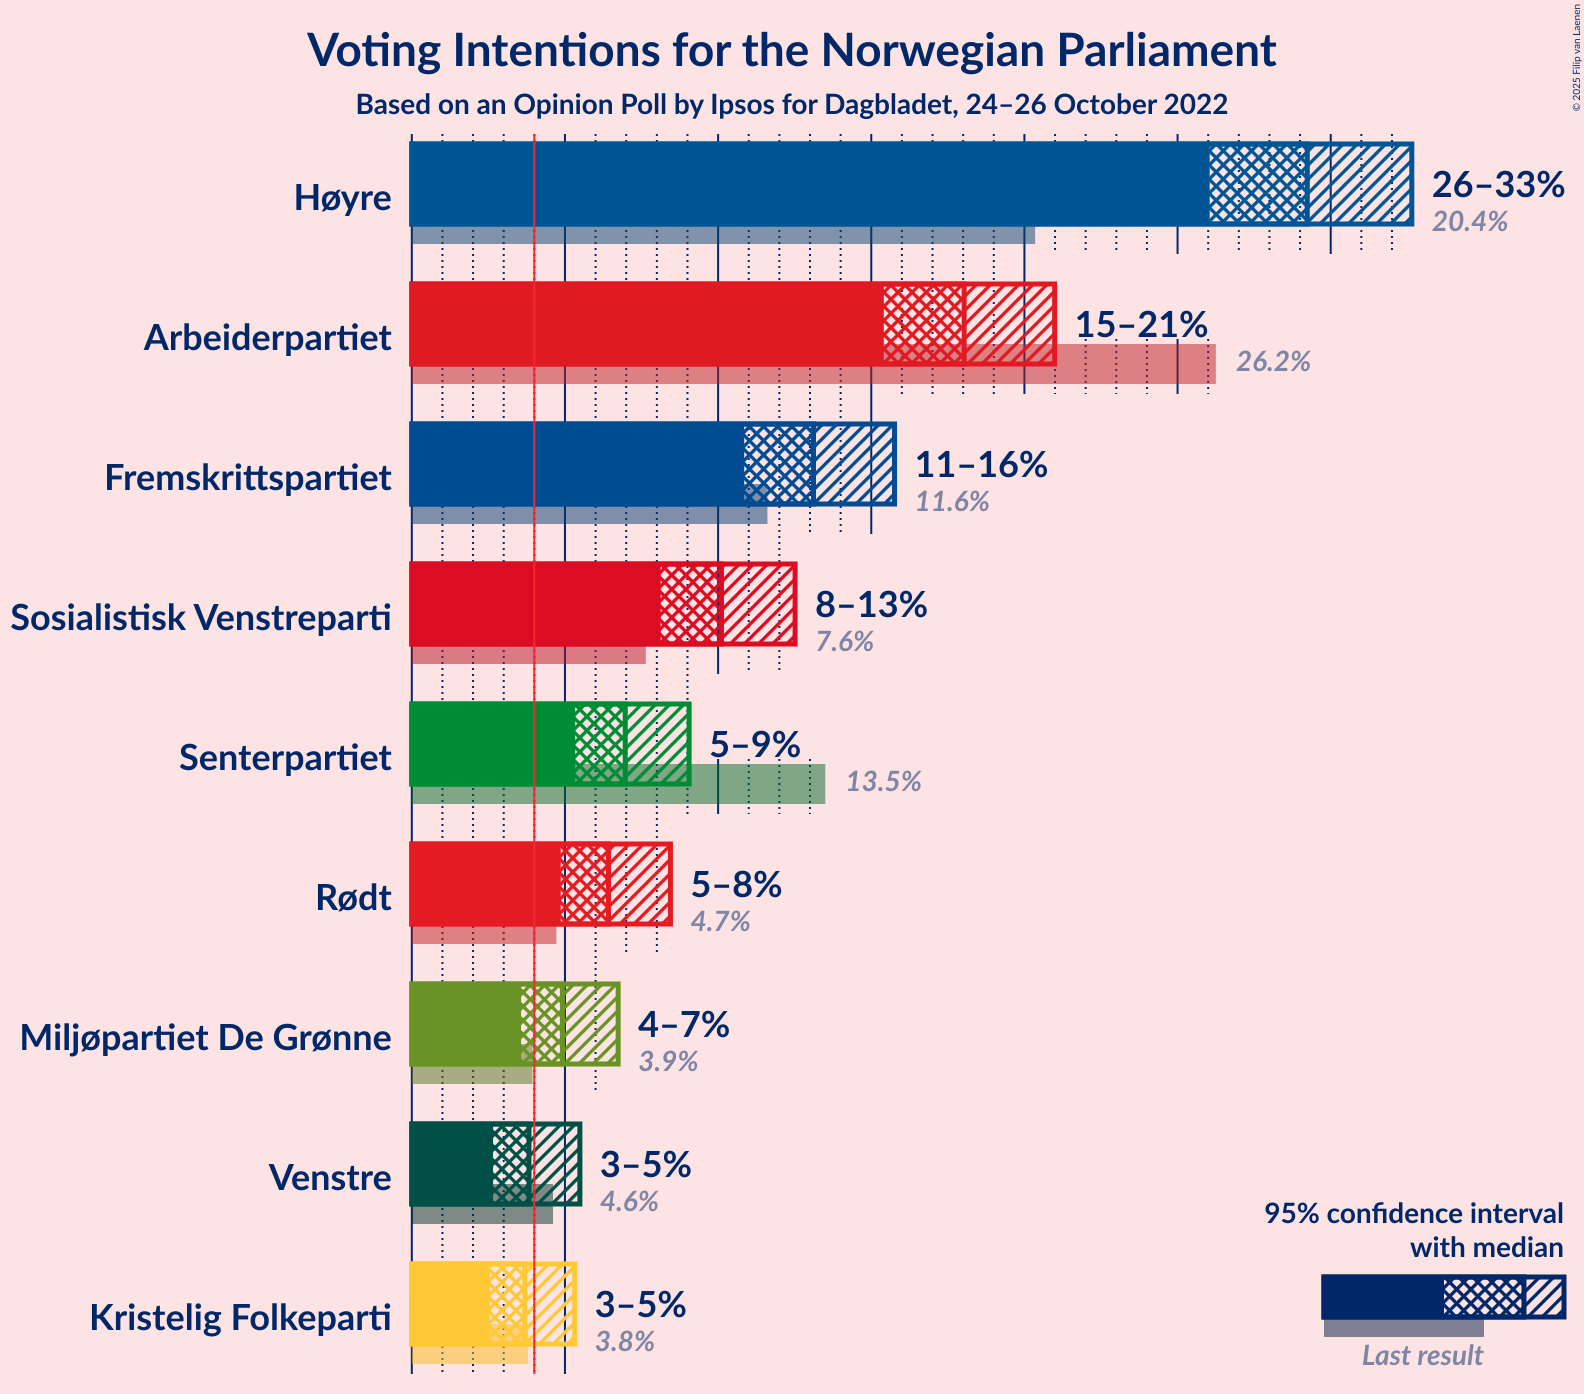 © 2025 Filip van Laenen
Voting Intentions for the Norwegian Parliament
Based on an Opinion Poll by Ipsos for Dagbladet, 24–26 October 2022
Høyre
26–33%
20.4%
Arbeiderpartiet
15–21%
26.2%
Fremskrittspartiet
11–16%
11.6%
Sosialistisk Venstreparti
8–13%
7.6%
Senterpartiet
5–9%
13.5%
Rødt
5–8%
4.7%
Miljøpartiet De Grønne
4–7%
3.9%
Venstre
3–5%
4.6%
Kristelig Folkeparti
3–5%
3.8%
95% confidence interval
with median
Last result